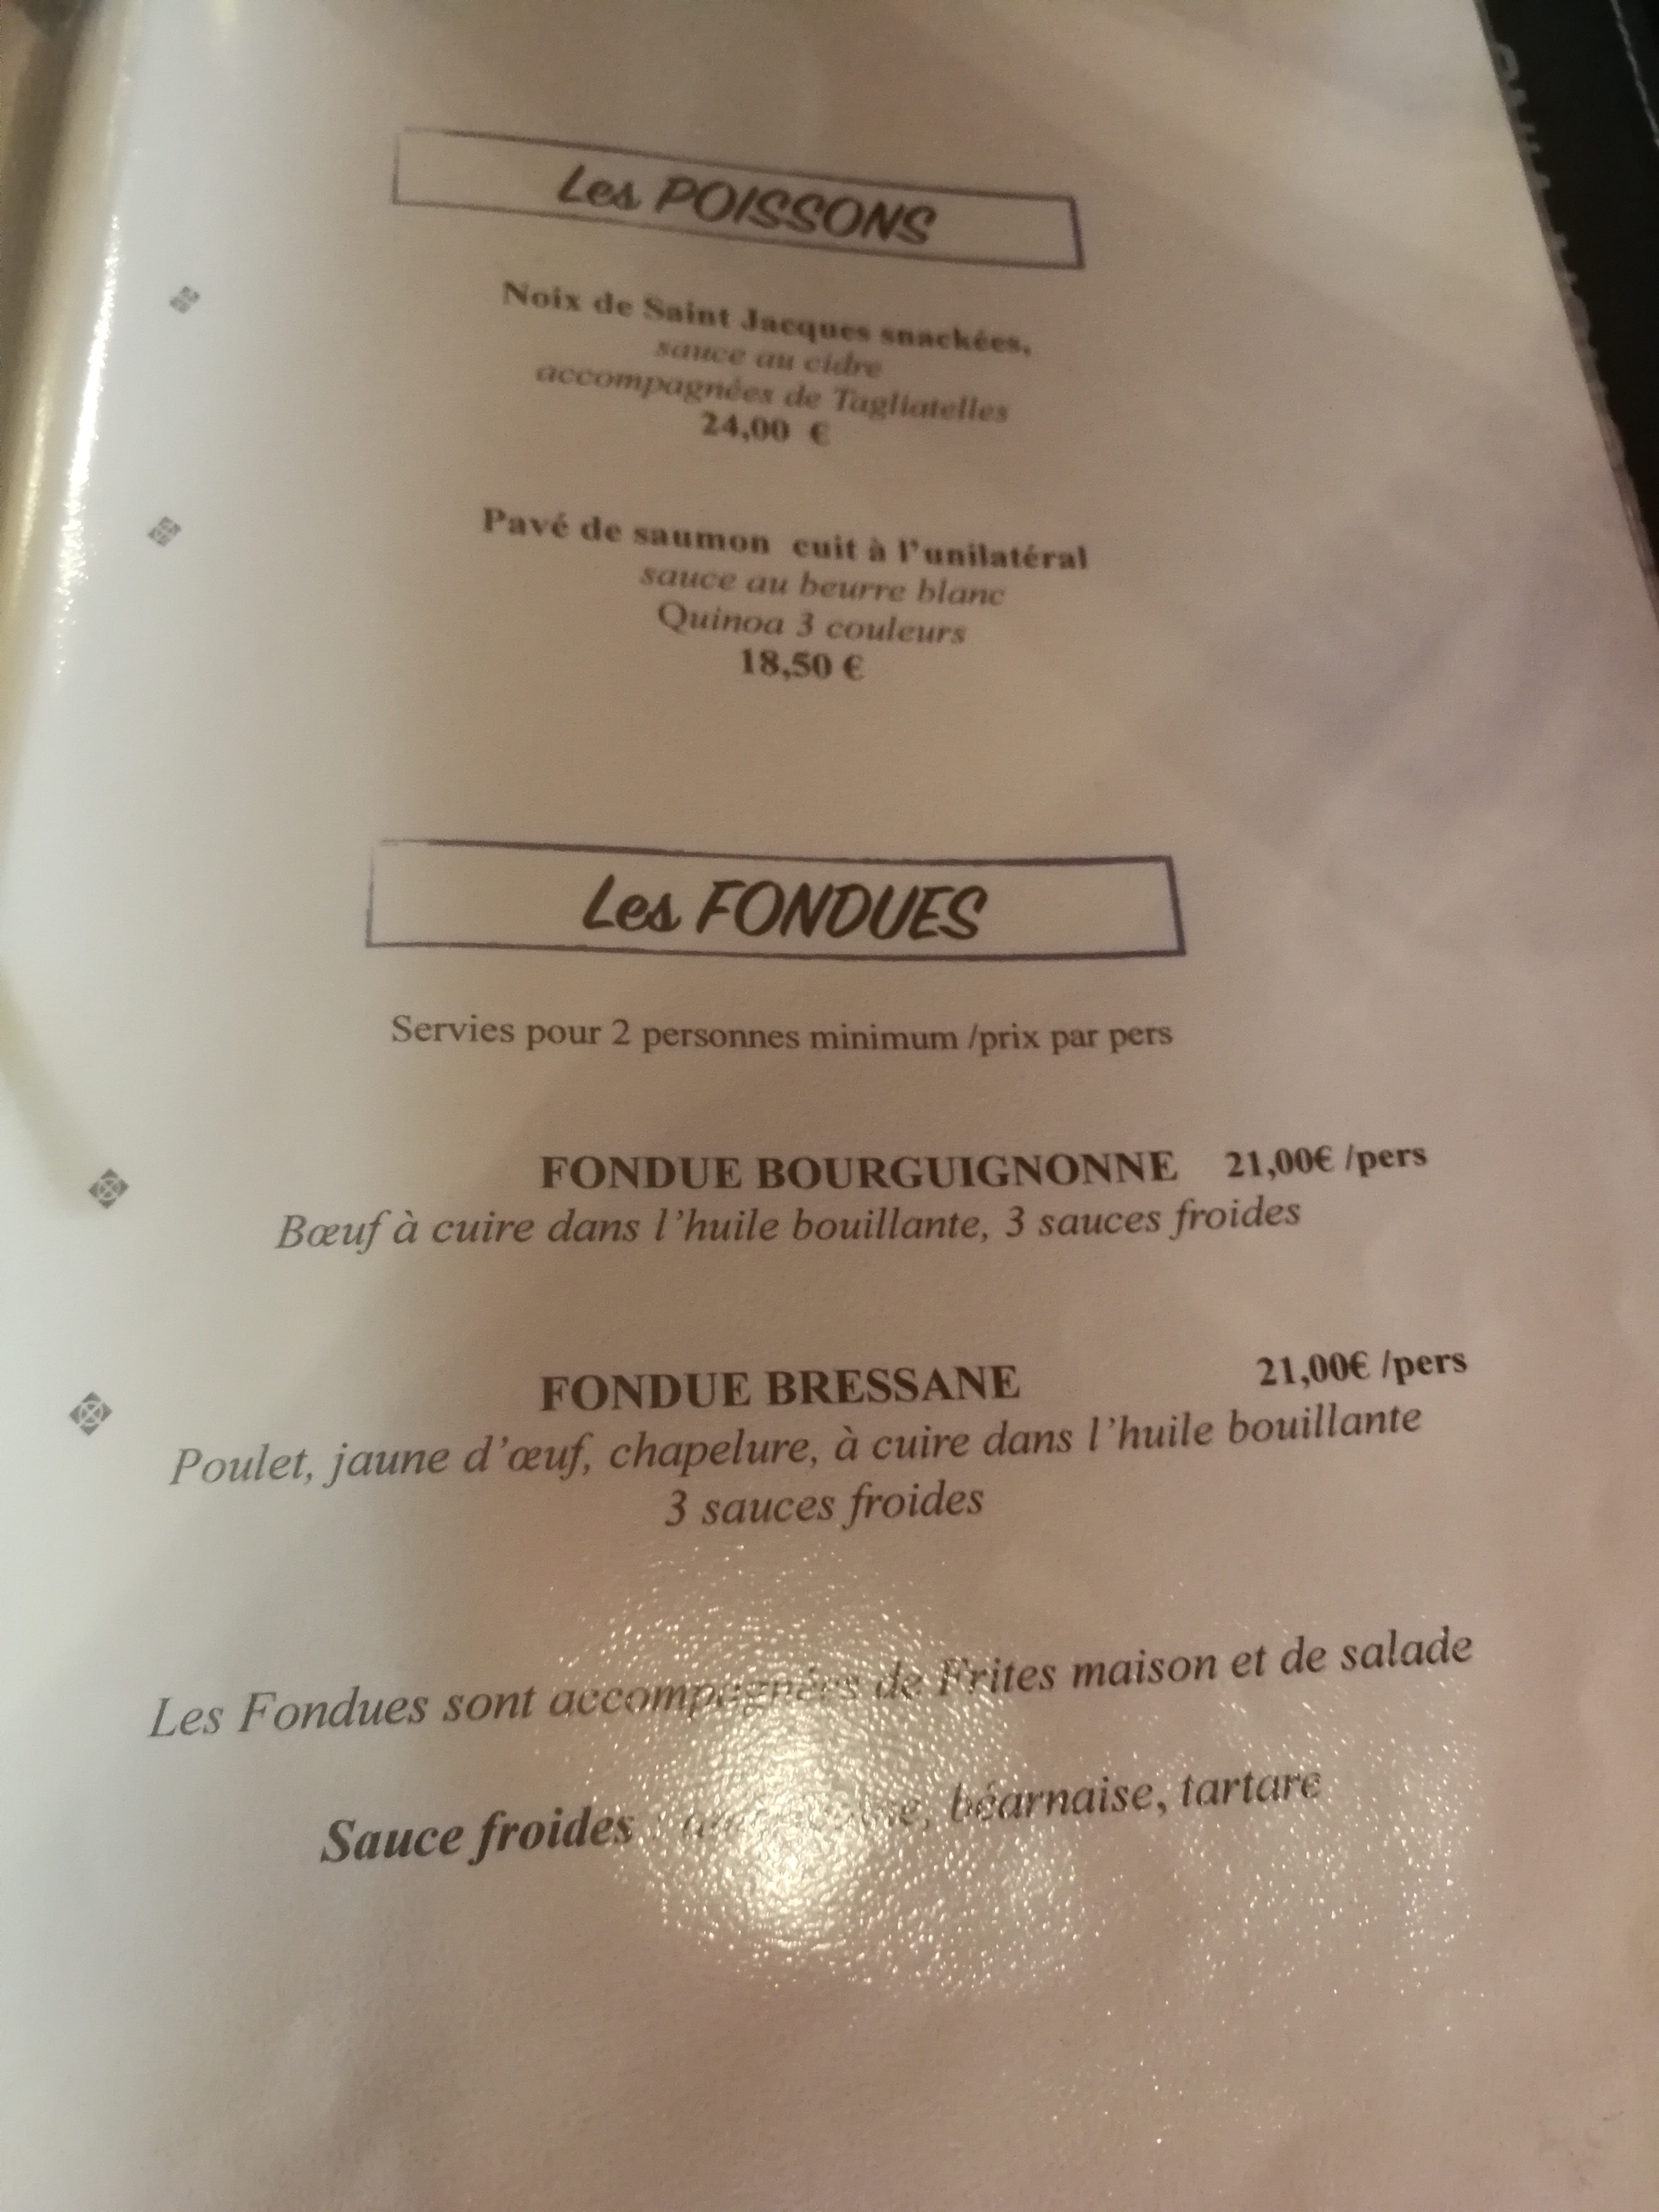 Les POISSONS
Noix de Saint Jacques snackées,
sauce au cidre
accompagnées de Tagliatelles
24,00 €
Pavé de saumon cuit à l'unilatéral
sauce au beurre blanc
Quinoa 3 couleurs
18,50 €
Les FONDUES
Servies pour 2 personnes minimum /prix par pers
FONDUE BOURGUIGNONNE 21,00€ /pers
Bœuf à cuire dans l'huile bouillante, 3 sauces froides
FONDUE BRESSANE 21,00€ /pers
Poulet, jaune d'œuf, chapelure, à cuire dans l'huile bouillante
3 sauces froides
Les Fondues sont accompagnées de Frites maison et de salade
Sauce froides : béarnaise, tartare